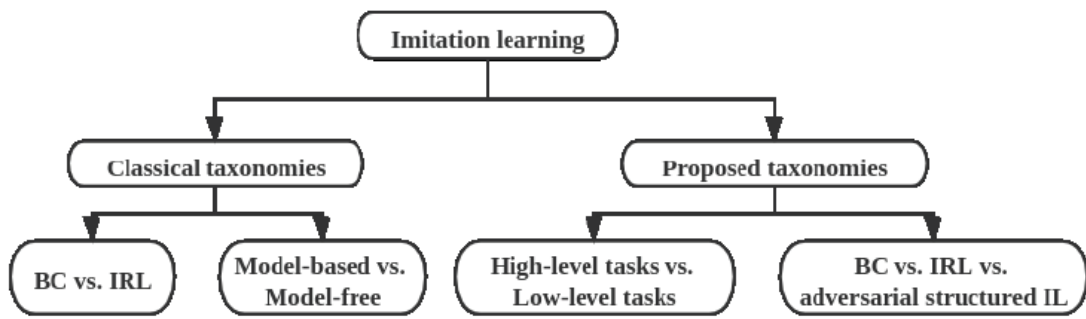 Imitation learning
Classical taxonomies
Proposed taxonomies
BC vs. IRL
Model-based vs.
Model-free
High-level tasks vs.
Low-level tasks
BC vs. IRL vs.
adversarial structured IL